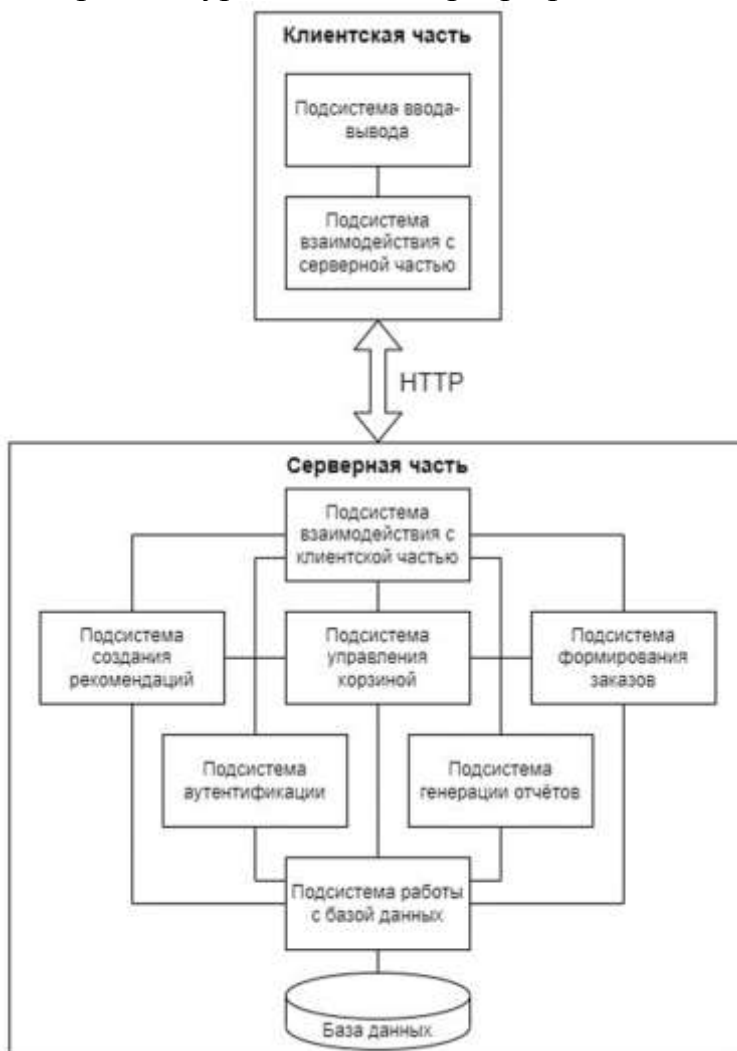 Клиентская часть
Подсистема ввода-
вывода
Подсистема
взаимодействия с
серверной частью
HTTP
Серверная часть
Подсистема
взаимодействия с
клиентской частью
Подсистема
создания
рекомендаций
Подсистема
управления
корзиной
Подсистема
формирования
заказов
Подсистема
аутентификации
Подсистема
генерации отчётов
Подсистема работы
с базой данных
База данных